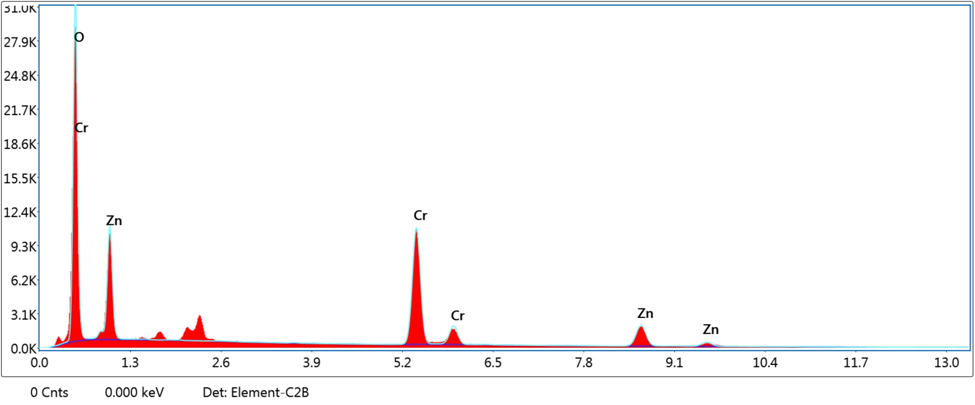 31.0K
27.9K
24.8K
21.7K
18.6K
15.5K
12.4K
9.3K
6.2K
3.1K
0.0K
O
Cr
Zn
Cr
Cr
Zn
Zn
0.0 1.3 2.6 3.9 5.2 6.5 7.8 9.1 10.4 11.7 13.0
0 Cnts 0.000 keV Det: Element-C2B